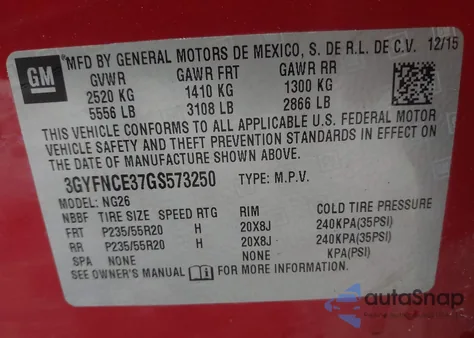 GM
MFD BY GENERAL MOTORS DE MEXICO, S. DE R.L. DE C.V. 12/15
GVWR GAWR FRT GAWR RR
2520 KG 1410 KG 1300 KG
5556 LB 3108 LB 2866 LB
THIS VEHICLE CONFORMS TO ALL APPLICABLE U.S. FEDERAL MOTOR
VEHICLE SAFETY AND THEFT PREVENTION STANDARDS IN EFFECT ON
THE DATE OF MANUFACTURE SHOWN ABOVE.
3GYFNCE37GS573250 TYPE: M.P.V.
MODEL: NG26
NBBF TIRE SIZE SPEED RTG RIM COLD TIRE PRESSURE
FRT P235/55R20 H 20X8J 240KPA(35PSI)
RR P235/55R20 H 20X8J 240KPA(35PSI)
SPA NONE NONE KPA(PSI)
SEE OWNER'S MANUAL FOR MORE INFORMATION.
autoSnap